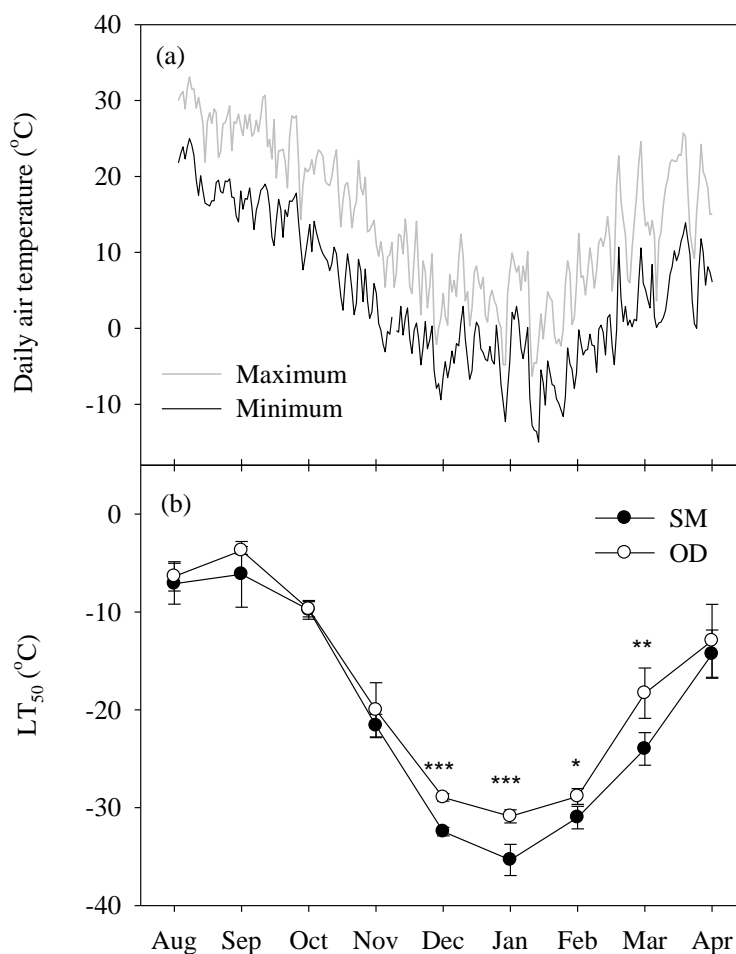 (a)
Daily air temperature (°C)
40
30
20
10
0
-10
Maximum
Minimum
(b)
LT50 (°C)
0
-10
-20
-30
-40
SM
OD
***
***
*
**
Aug Sep Oct Nov Dec Jan Feb Mar Apr